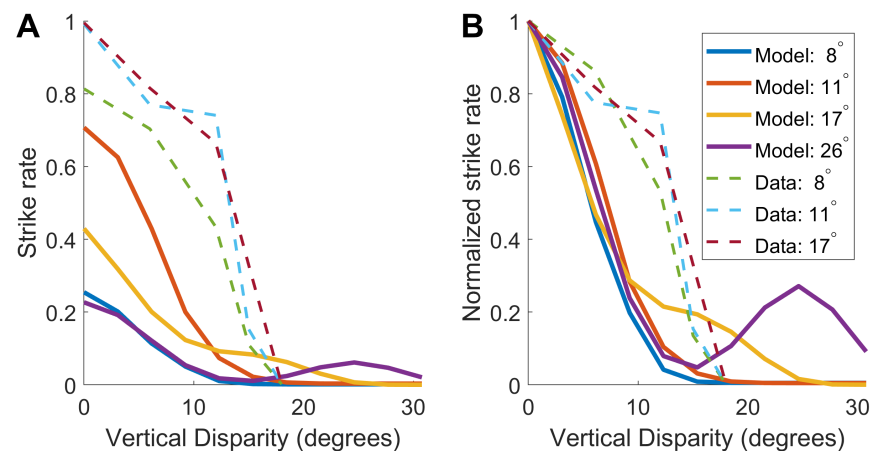 A
B
1
0.8
0.6
0.4
0.2
0
0
10
20
30
Strike rate
Vertical Disparity (degrees)
1
0.8
0.6
0.4
0.2
0
0
10
20
30
Normalized strike rate
Vertical Disparity (degrees)
Model: 8°
Model: 11°
Model: 17°
Model: 26°
Data: 8°
Data: 11°
Data: 17°